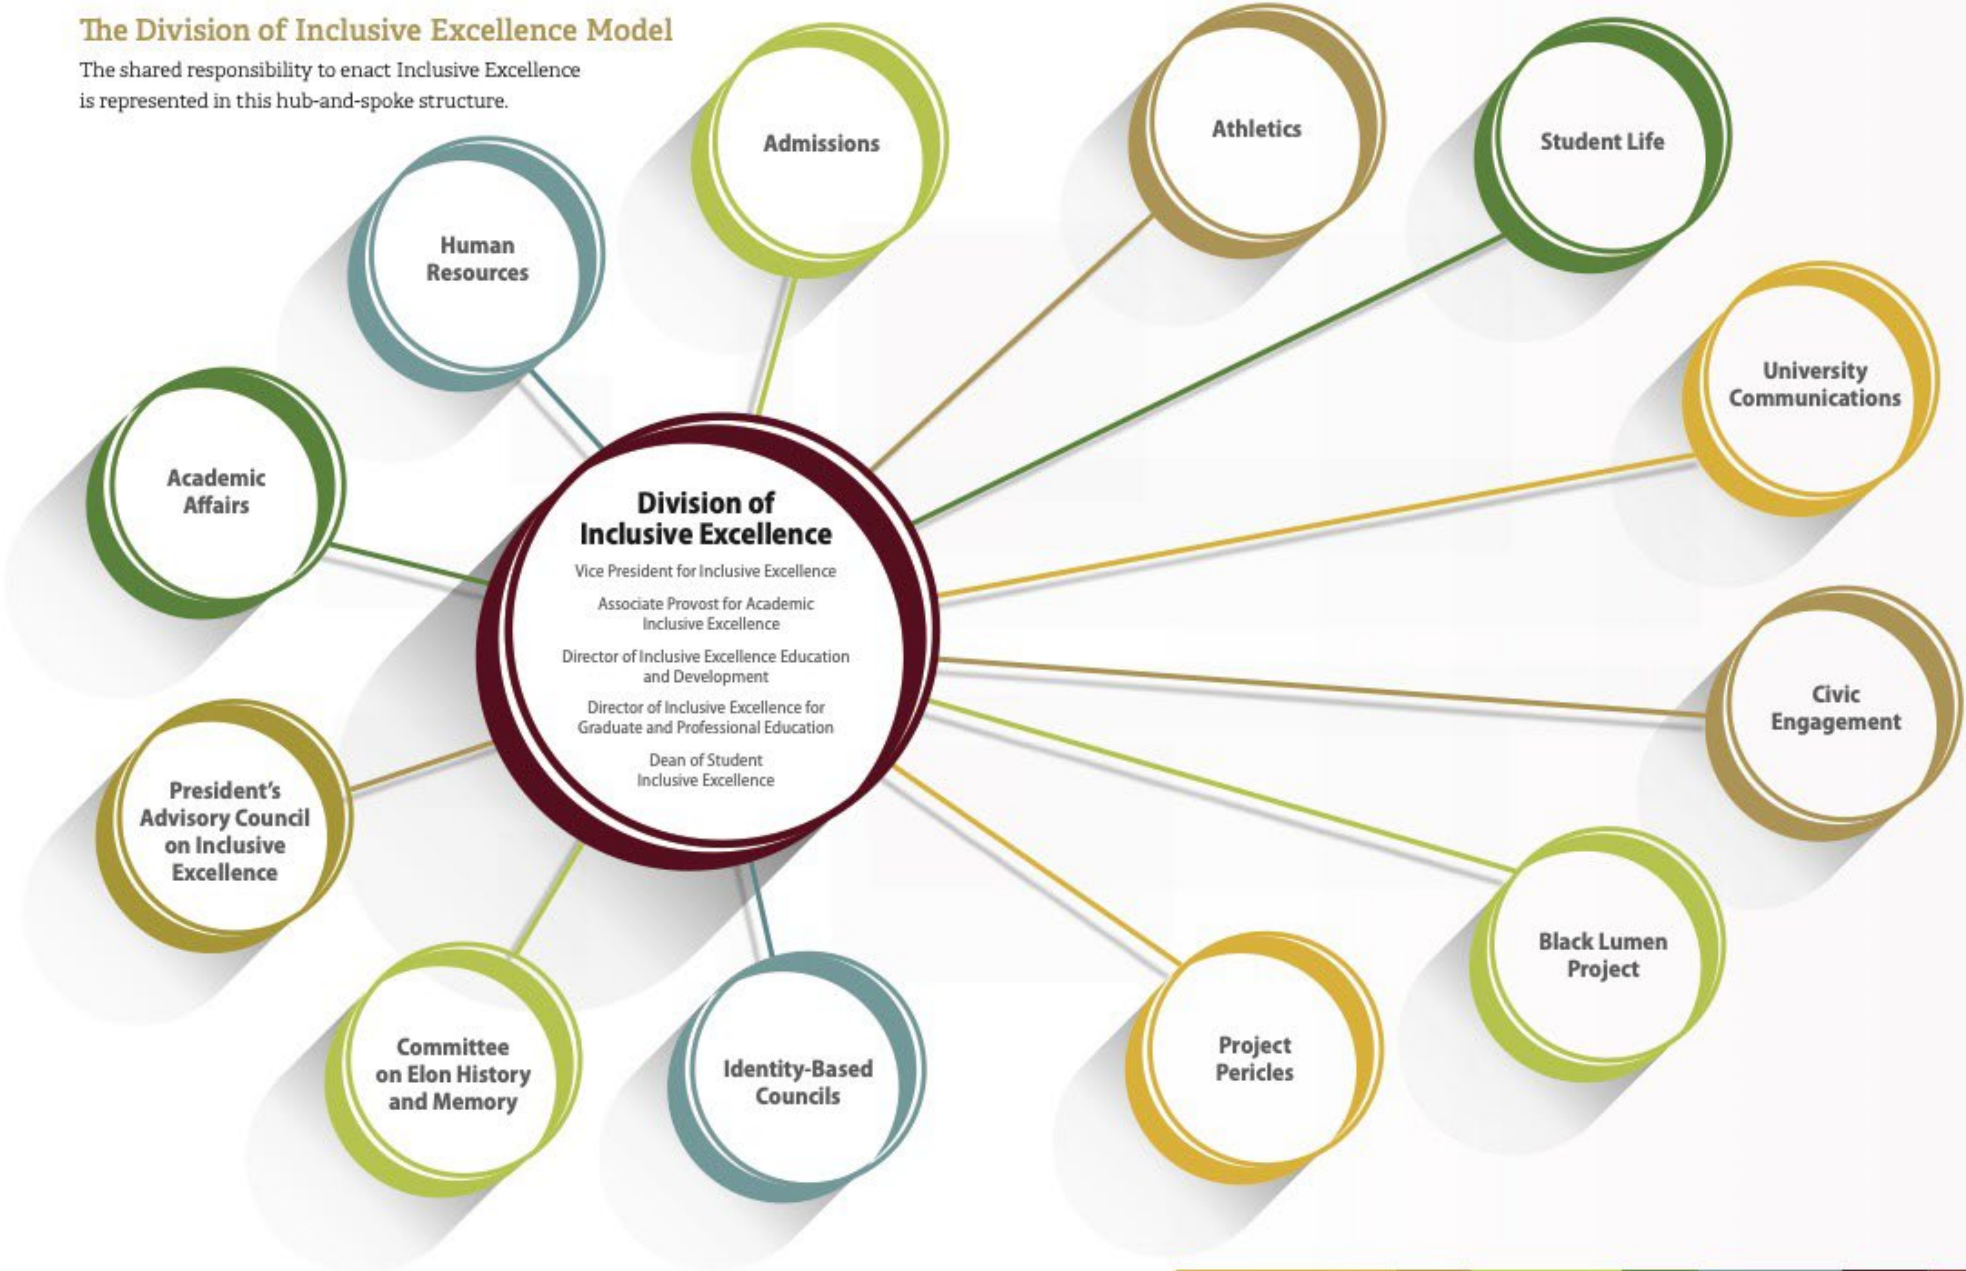 The Division of Inclusive Excellence Model
The shared responsibility to enact Inclusive Excellence
is represented in this hub-and-spoke structure.
Admissions
Athletics
Student Life
Human
Resources
University
Communications
Academic
Affairs
Division of
Inclusive Excellence
Vice President for Inclusive Excellence
Associate Provost for Academic
Inclusive Excellence
Director of Inclusive Excellence Education
and Development
Director of Inclusive Excellence for
Graduate and Professional Education
Dean of Student
Inclusive Excellence
Civic
Engagement
President's
Advisory Council
on Inclusive
Excellence
Black Lumen
Project
Committee
on Elon History
and Memory
Identity-Based
Councils
Project
Pericles